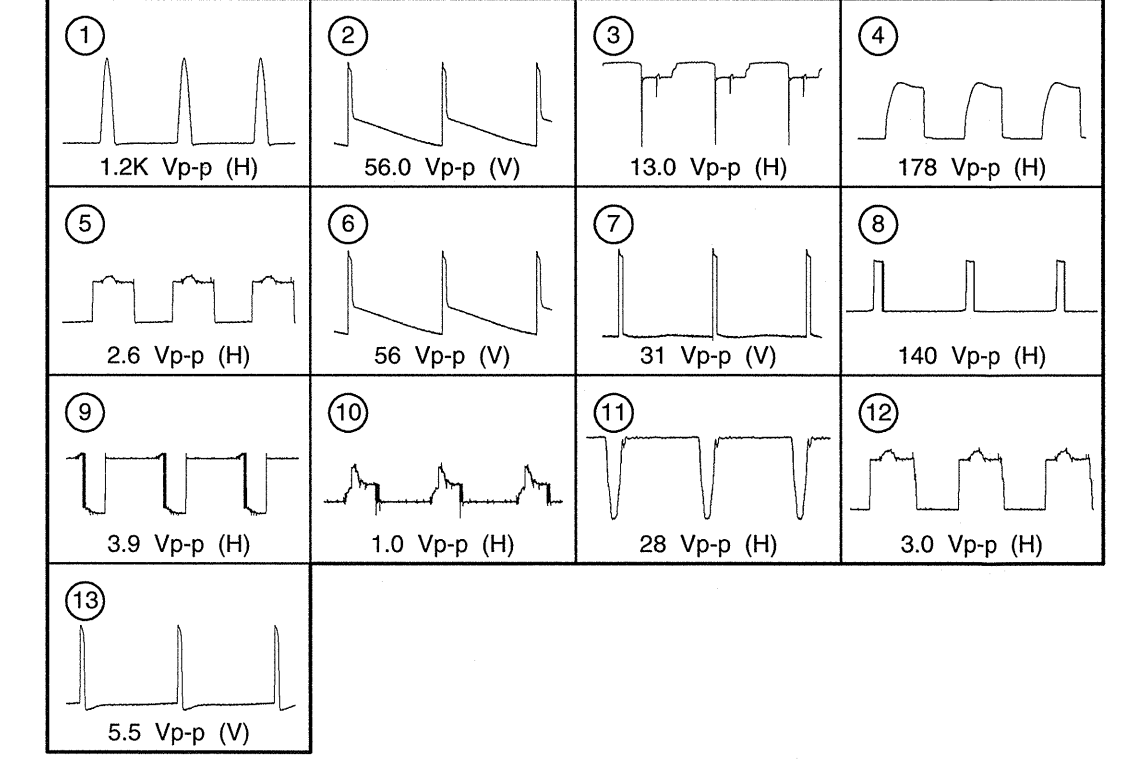 1
1.2K Vp-p (H)
2
56.0 Vp-p (V)
3
13.0 Vp-p (H)
4
178 Vp-p (H)
5
2.6 Vp-p (H)
6
56 Vp-p (V)
7
31 Vp-p (V)
8
140 Vp-p (H)
9
3.9 Vp-p (H)
10
1.0 Vp-p (H)
11
28 Vp-p (H)
12
3.0 Vp-p (H)
13
5.5 Vp-p (V)